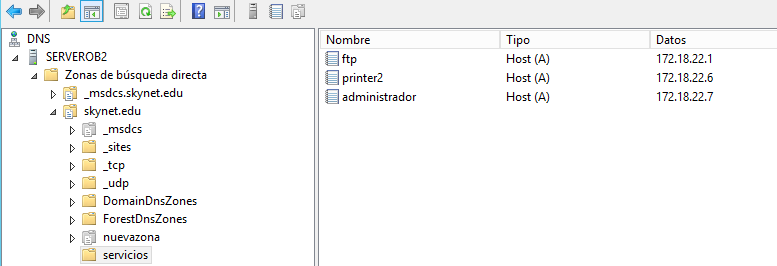 DNS
SERVEROB2
Zonas de búsqueda directa
_msdcs.skynet.edu
skynet.edu
_msdcs
_sites
_tcp
_udp
DomainDnsZones
ForestDnsZones
nuevazona
servicios
Nombre Tipo Datos
ftp Host (A) 172.18.22.1
printer2 Host (A) 172.18.22.6
administrador Host (A) 172.18.22.7